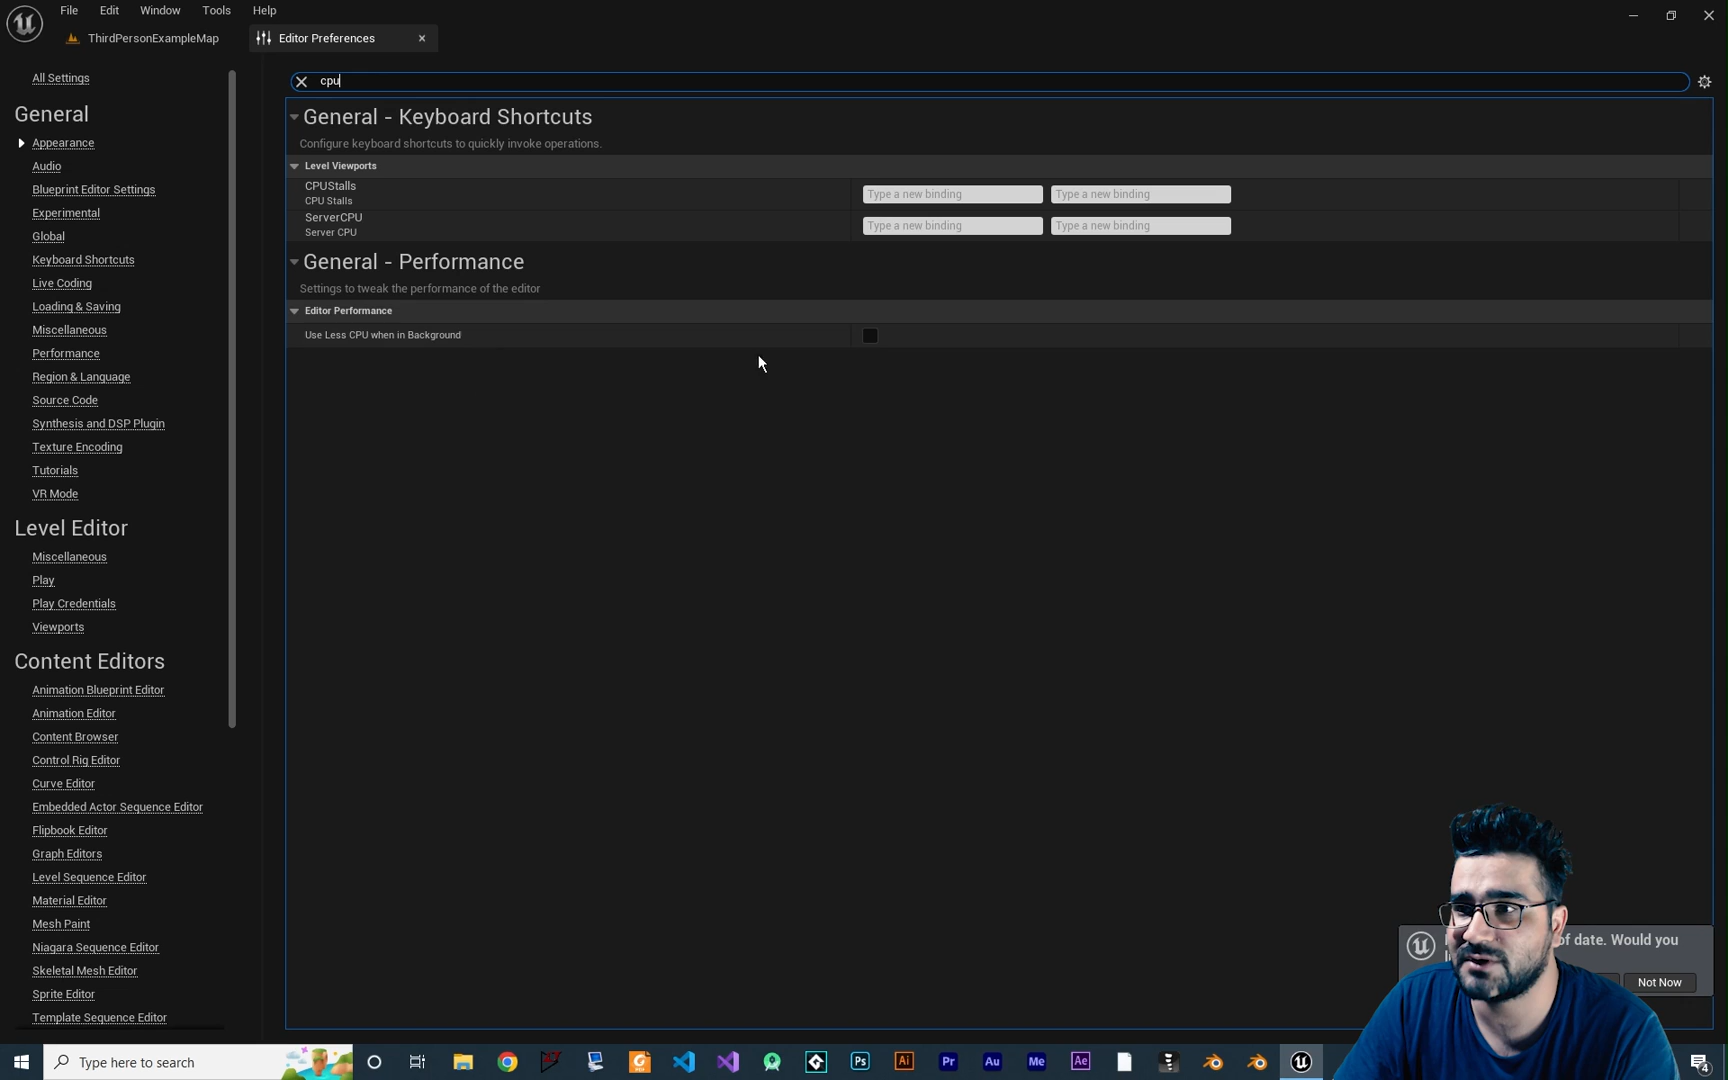 File Edit Window Tools Help
ThirdPersonExampleMap Editor Preferences
All Settings
General
Appearance
Audio
Blueprint Editor Settings
Experimental
Global
Keyboard Shortcuts
Live Coding
Loading & Saving
Miscellaneous
Performance
Region & Language
Source Code
Synthesis and DSP Plugin
Texture Encoding
Tutorials
VR Mode
Level Editor
Miscellaneous
Play
Play Credentials
Viewports
Content Editors
Animation Blueprint Editor
Animation Editor
Content Browser
Control Rig Editor
Curve Editor
Embedded Actor Sequence Editor
Flipbook Editor
Graph Editors
Level Sequence Editor
Material Editor
Mesh Paint
Niagara Sequence Editor
Skeletal Mesh Editor
Sprite Editor
Template Sequence Editor
cpu
General - Keyboard Shortcuts
Configure keyboard shortcuts to quickly invoke operations.
Level Viewports
CPUStalls
CPU Stalls
Type a new binding Type a new binding
ServerCPU
Server CPU
Type a new binding Type a new binding
General - Performance
Settings to tweak the performance of the editor
Editor Performance
Use Less CPU when in Background
of date. Would you
Not Now
Type here to search
Ps Ai Pr Au Me Ae
4